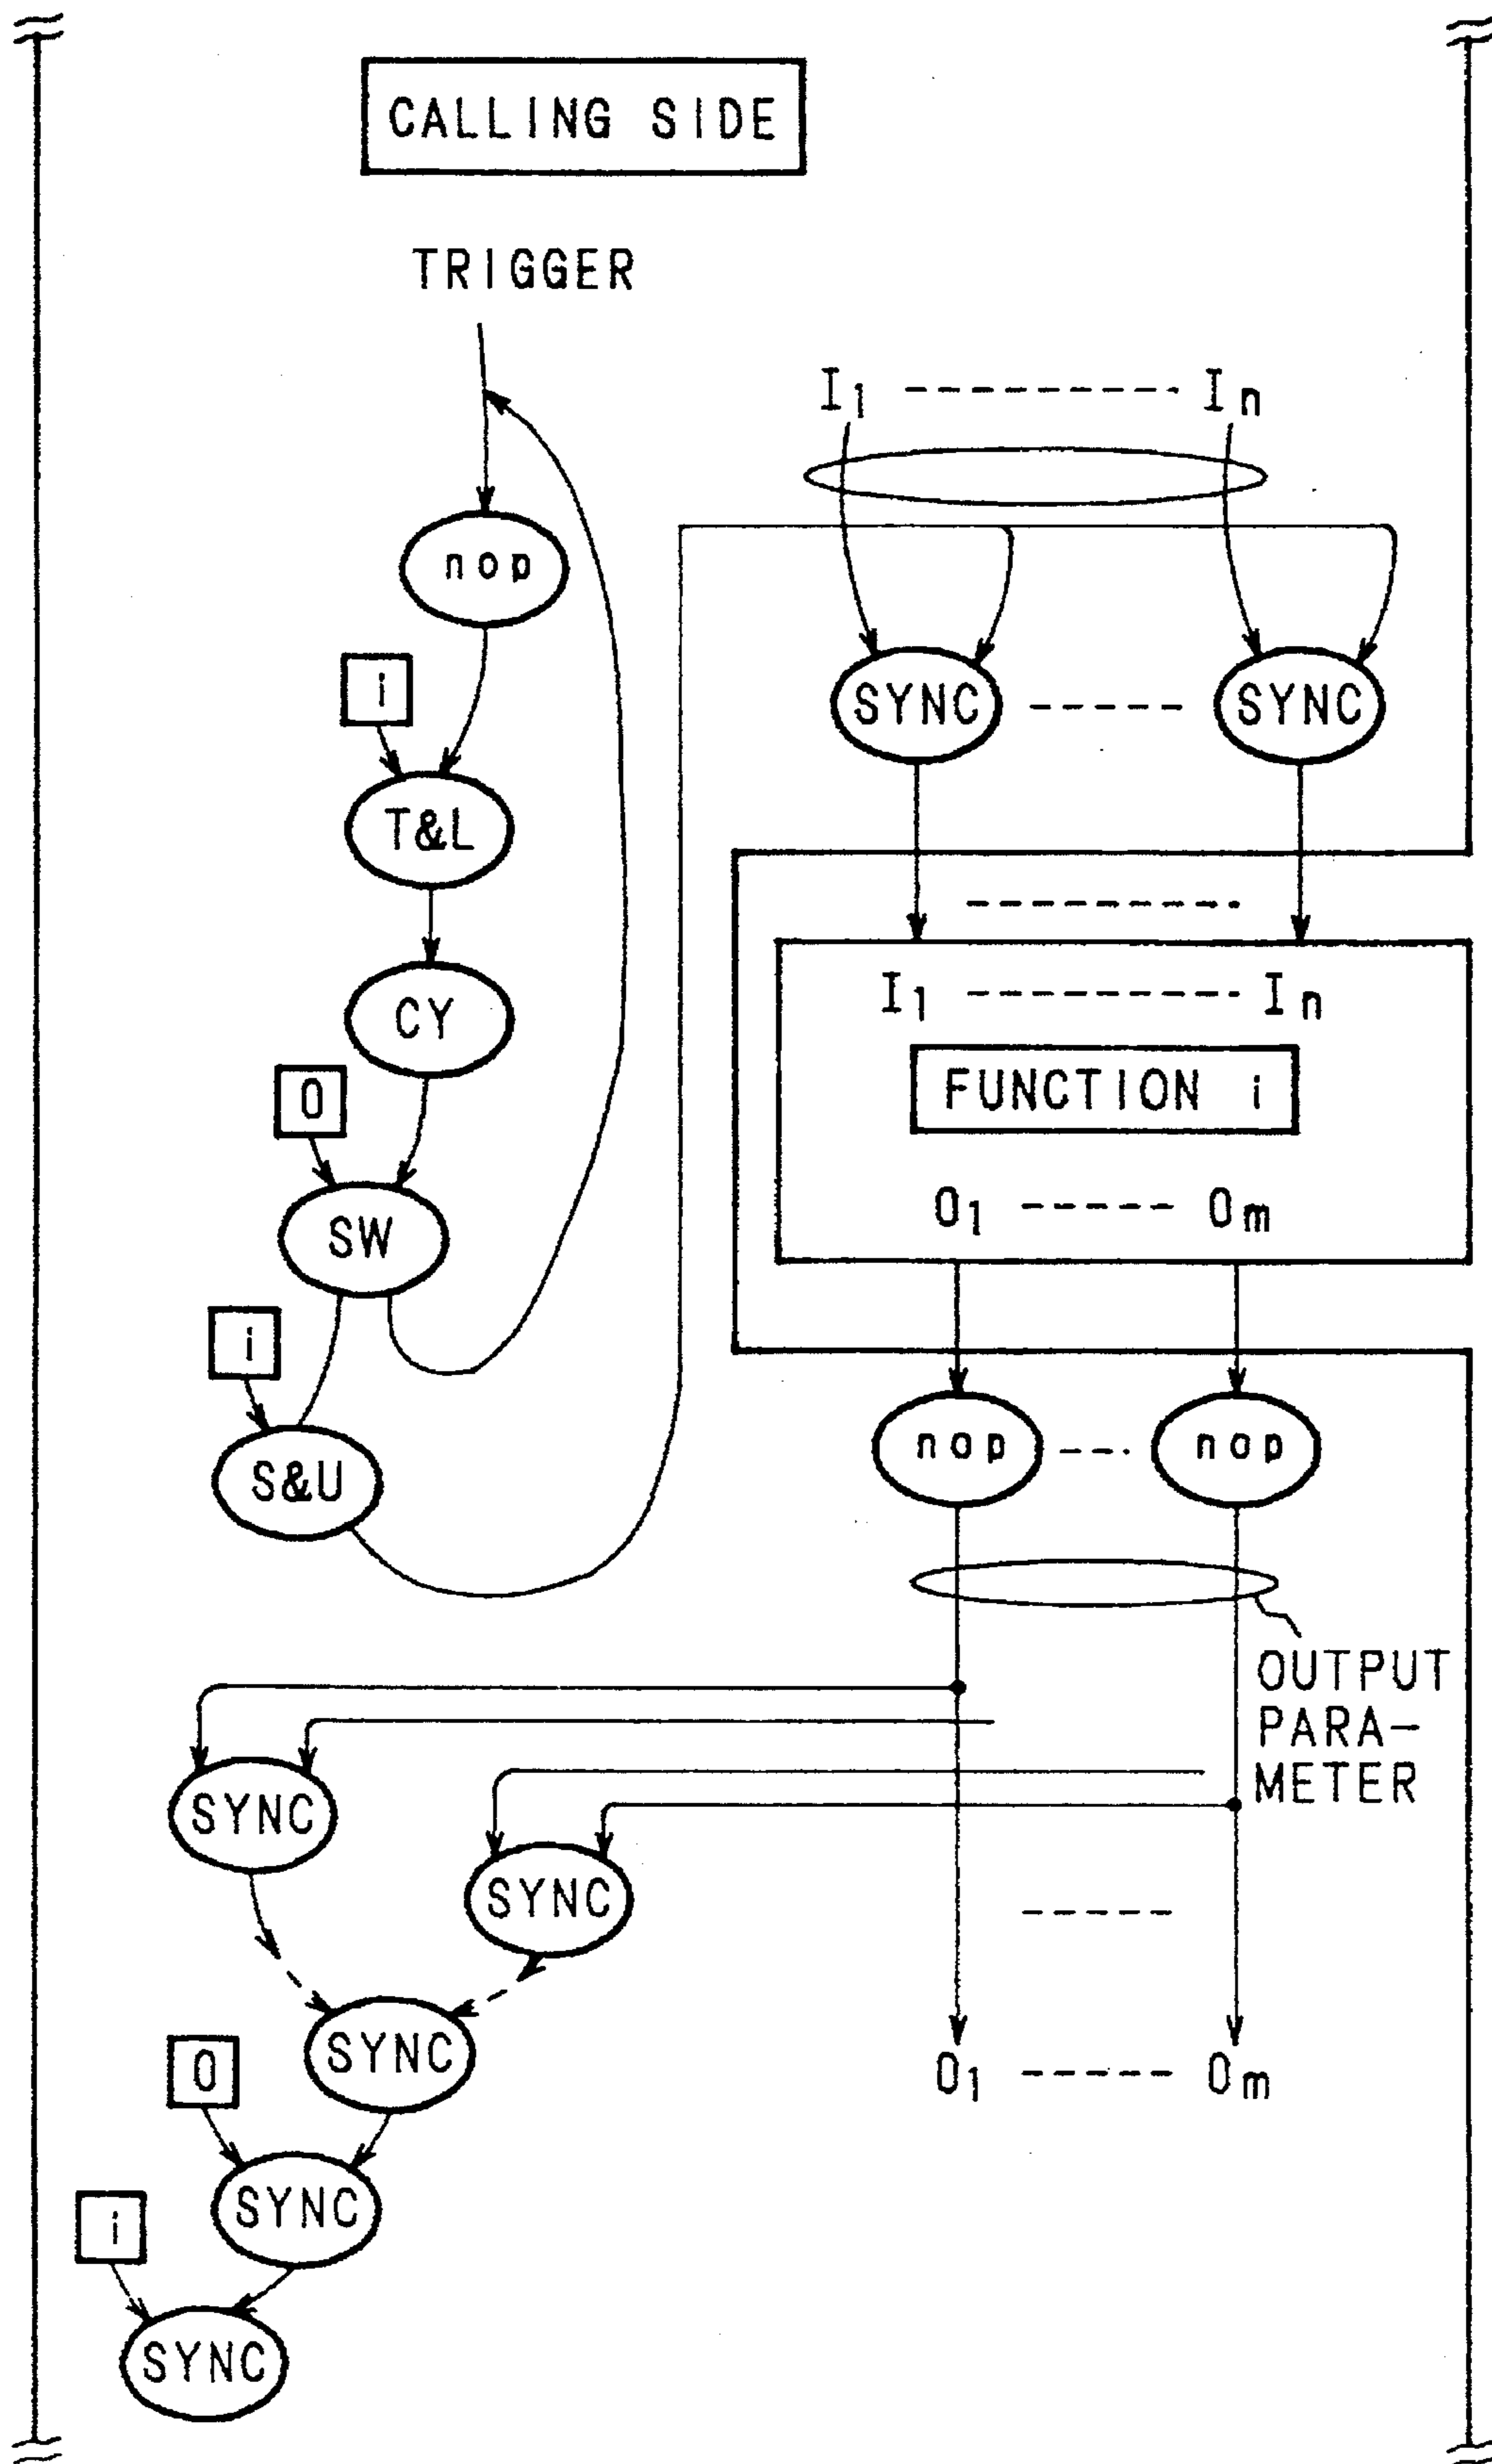 CALLING SIDE
TRIGGER
I1 --------- In
nop
i
SYNC ----- SYNC
T&L
CY
I1 --------- In
0
FUNCTION i
SW
O1 ----- Om
i
nop --- nop
S&U
OUTPUT
PARA-
METER
SYNC
SYNC
SYNC
0
O1 ----- Om
SYNC
i
SYNC